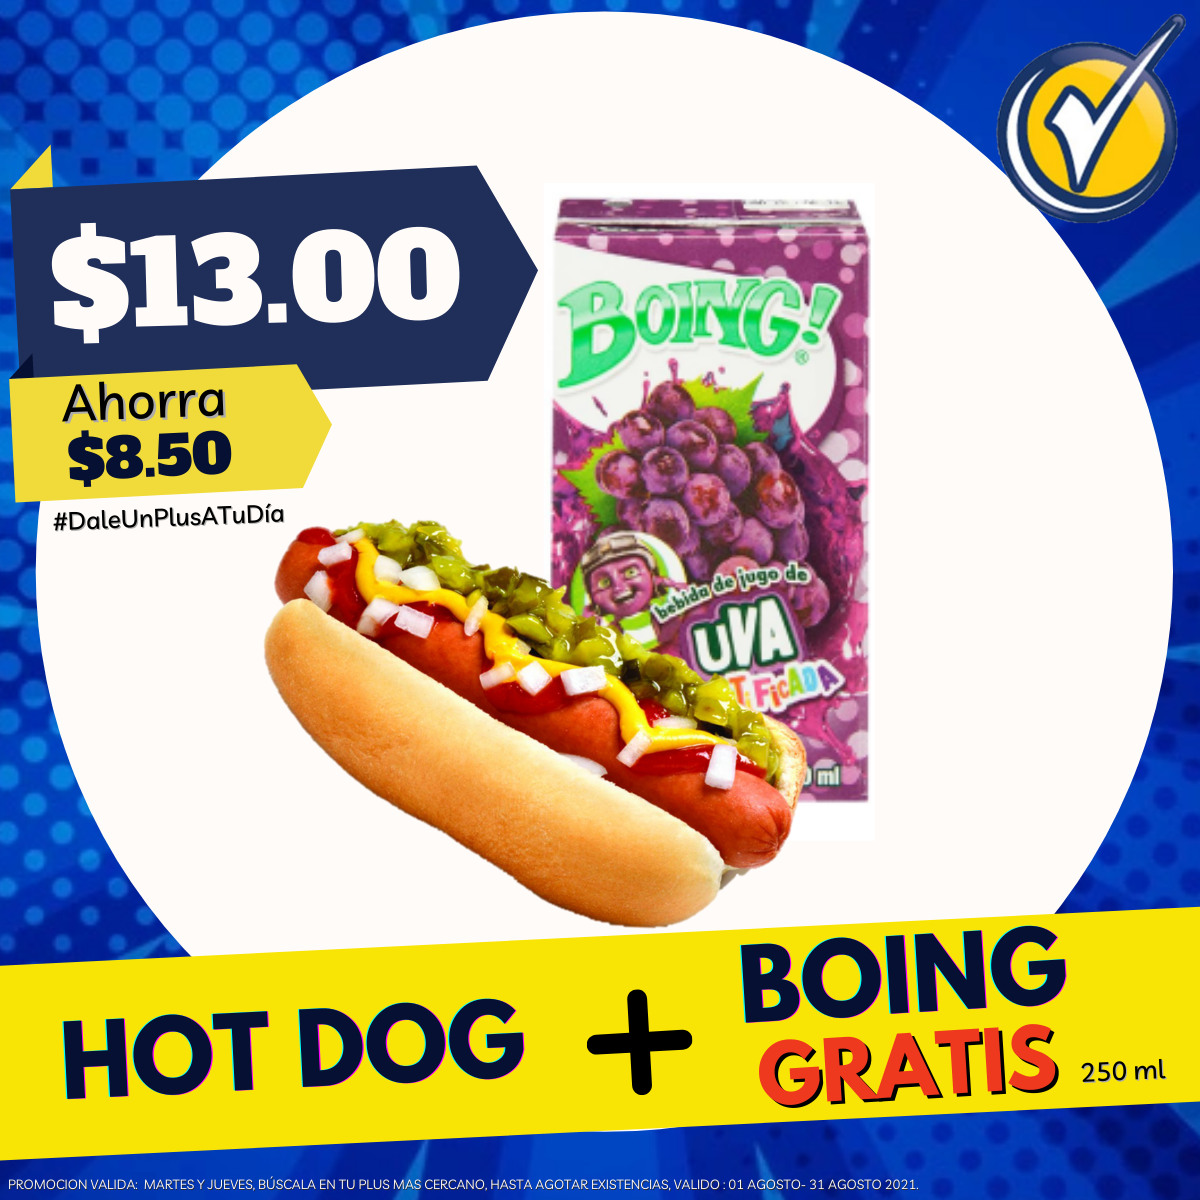 $13.00
Ahorra
$8.50
#DaleUnPlusATuDía
BOING!
®
bebida de jugo de
UVA
ml
HOT DOG + BOING
GRATIS 250 ml
PROMOCION VALIDA: MARTES Y JUEVES, BÚSCALA EN TU PLUS MAS CERCANO, HASTA AGOTAR EXISTENCIAS, VALIDO : 01 AGOSTO- 31 AGOSTO 2021.